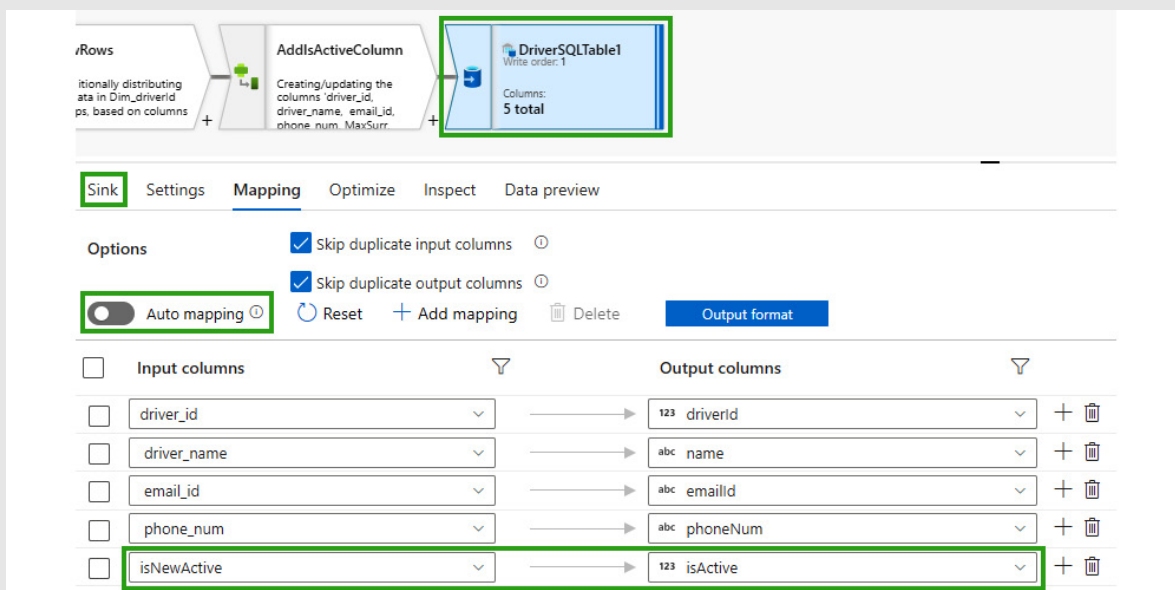 vRows
itionally distributing
ata in Dim_driverId
ps, based on columns
+
AddIsActiveColumn
Creating/updating the
columns 'driver_id,
driver_name, email_id,
phone_num, MaxSurr
+
DriverSQLTable1
Write order: 1
Columns:
5 total
Sink Settings Mapping Optimize Inspect Data preview
Options
Skip duplicate input columns
Skip duplicate output columns
Auto mapping Reset + Add mapping Delete Output format
Input columns Output columns
driver_id 123 driverId
driver_name abc name
email_id abc emailId
phone_num abc phoneNum
isNewActive 123 isActive